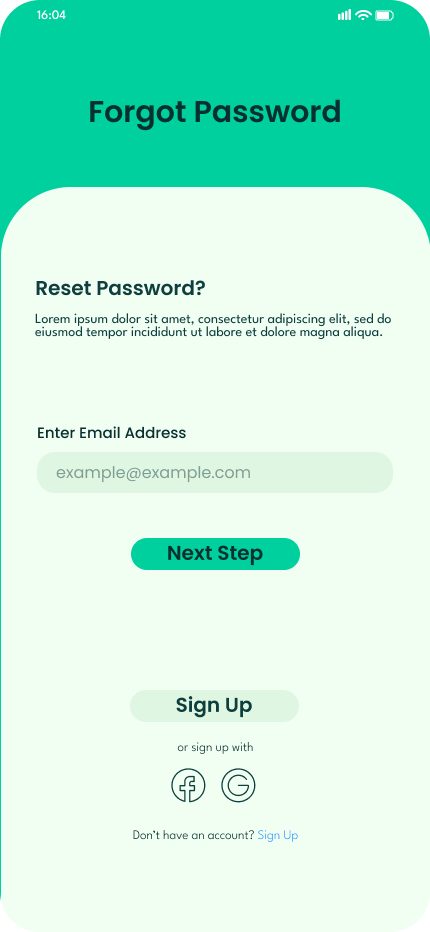 16:04
Forgot Password
Reset Password?
Lorem ipsum dolor sit amet, consectetur adipiscing elit, sed do
eiusmod tempor incididunt ut labore et dolore magna aliqua.
Enter Email Address
example@example.com
Next Step
Sign Up
or sign up with
Don't have an account? Sign Up